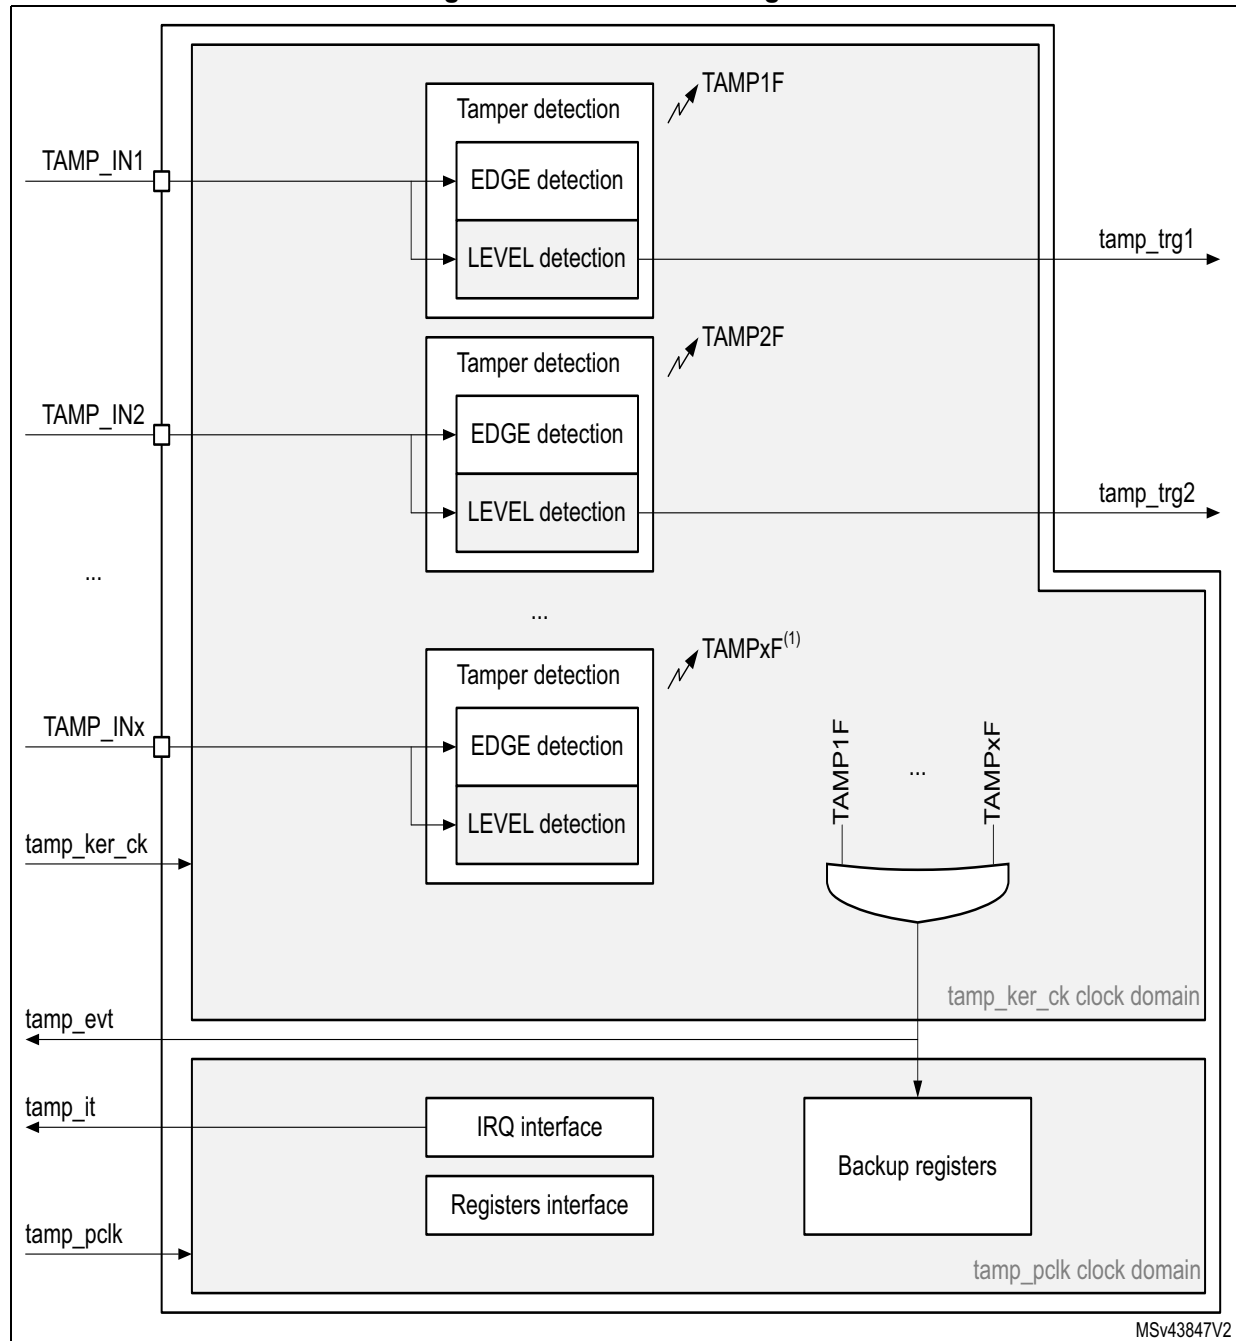 TAMP1F
Tamper detection
TAMP_IN1
EDGE detection
tamp_trg1
LEVEL detection
TAMP2F
Tamper detection
TAMP_IN2
EDGE detection
tamp_trg2
LEVEL detection
...
...
TAMPxF(1)
Tamper detection
TAMP_INx
EDGE detection
TAMP1F
...
TAMPxF
LEVEL detection
tamp_ker_ck
tamp_ker_ck clock domain
tamp_evt
tamp_it
IRQ interface
Backup registers
Registers interface
tamp_pclk
tamp_pclk clock domain
MSv43847V2